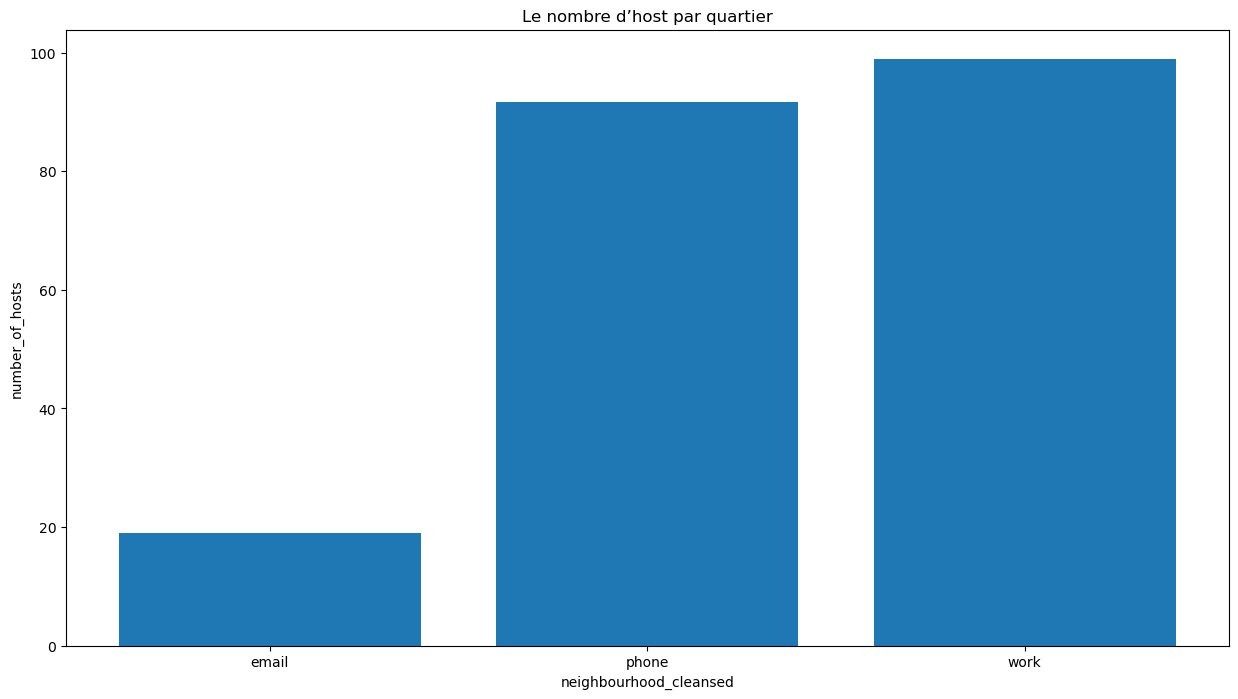 Le nombre d’host par quartier
100
80
60
40
20
0
number_of_hosts
email
phone
work
neighbourhood_cleansed